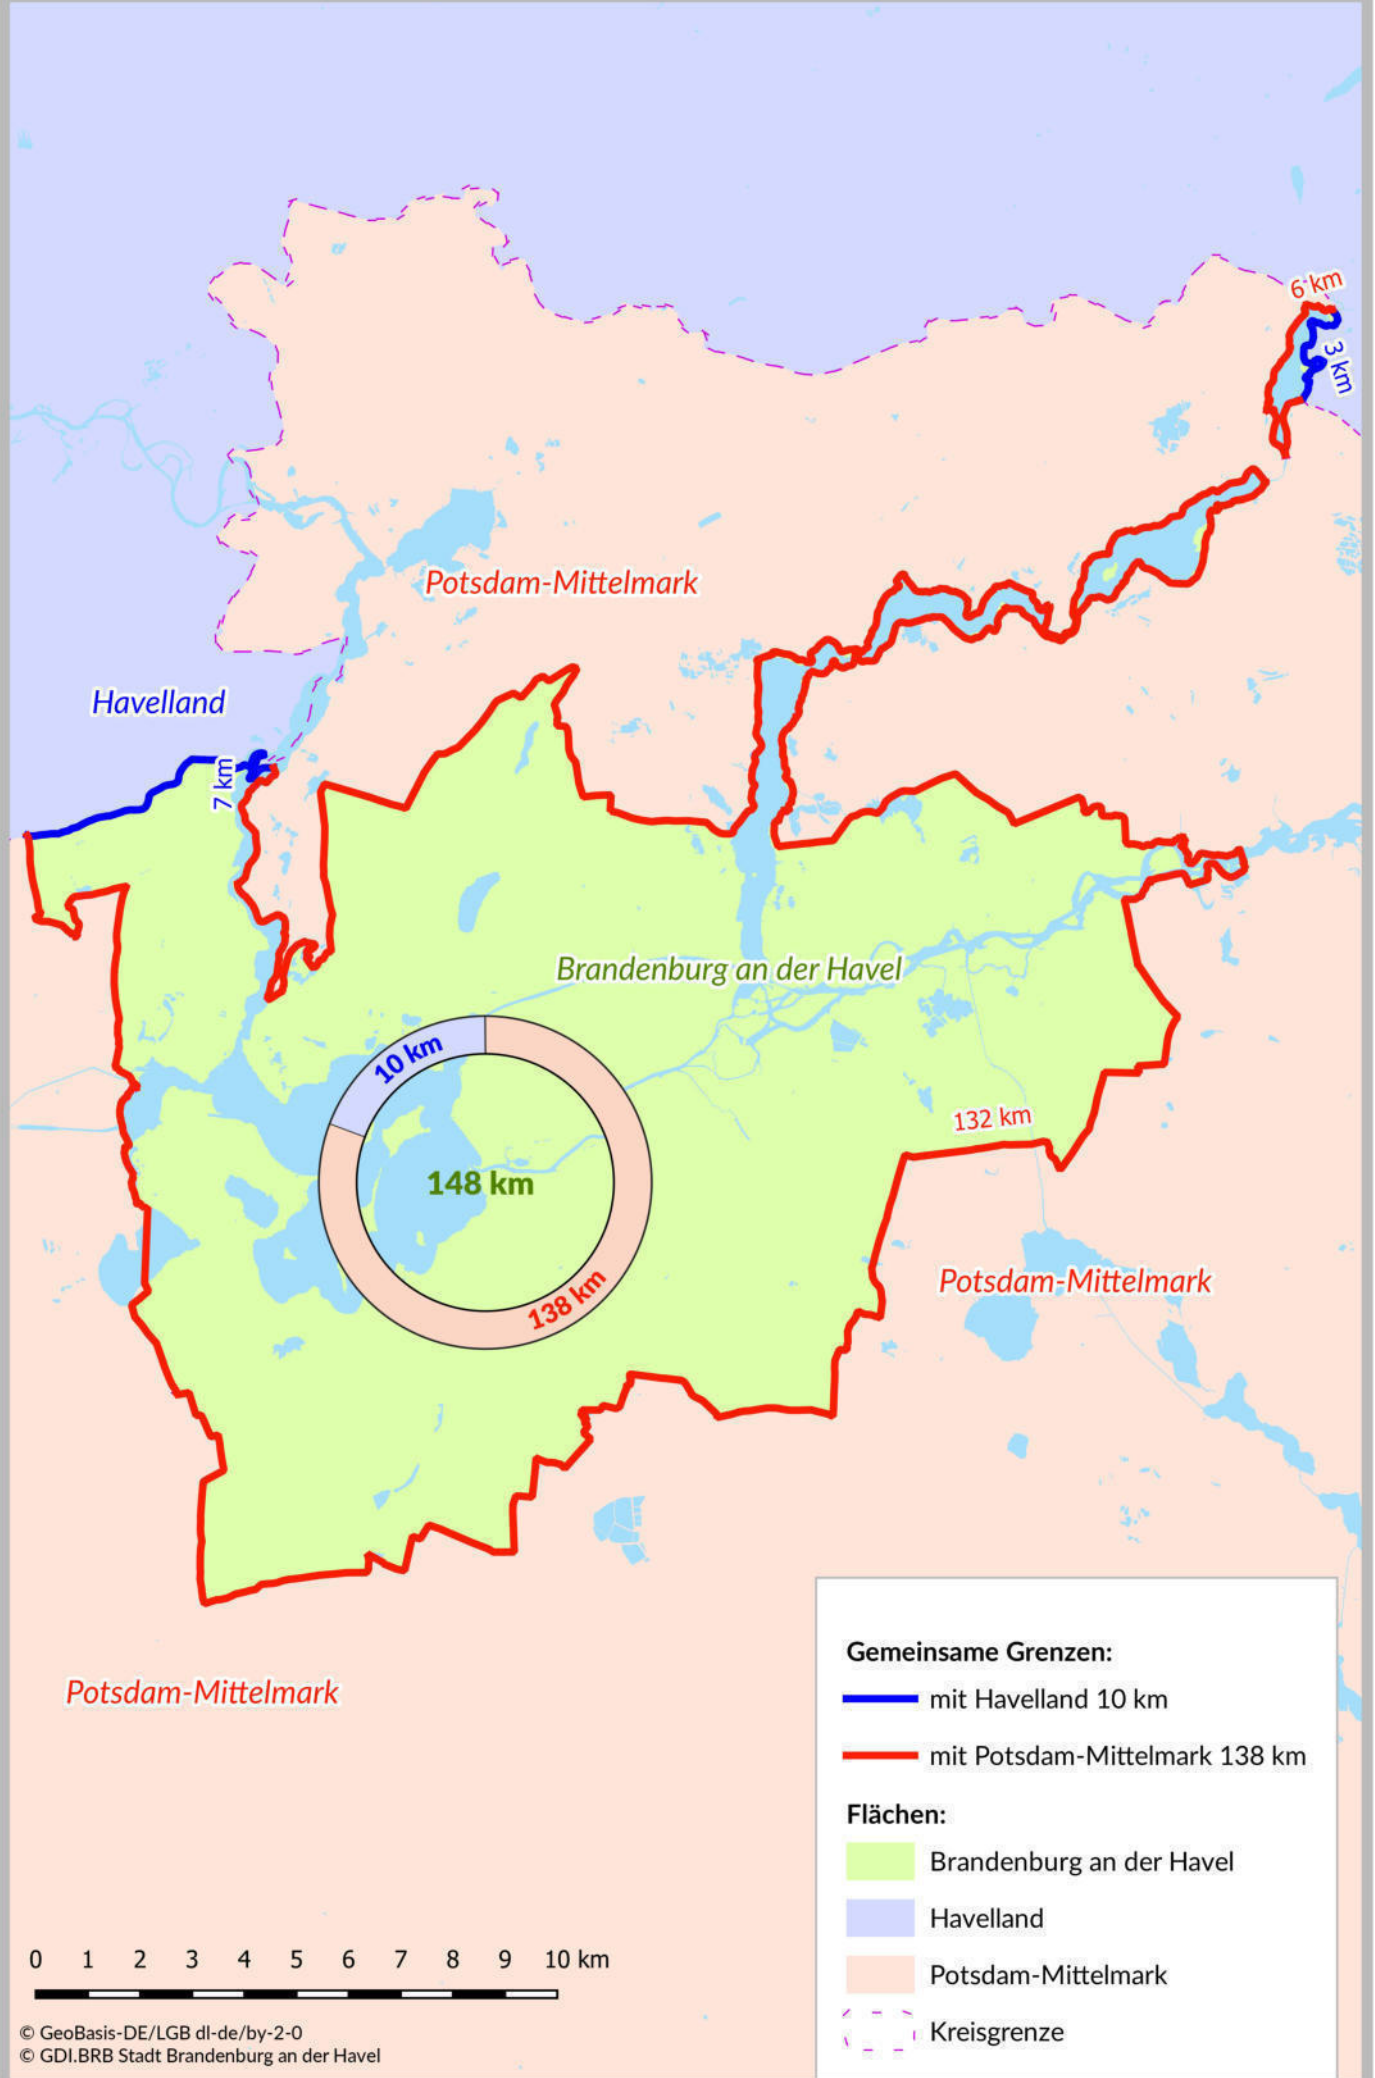 6 km
3 km
Potsdam-Mittelmark
Havelland
7 km
Brandenburg an der Havel
10 km
132 km
148 km
138 km
Potsdam-Mittelmark
Potsdam-Mittelmark
Gemeinsame Grenzen:
mit Havelland 10 km
mit Potsdam-Mittelmark 138 km
Flächen:
Brandenburg an der Havel
Havelland
Potsdam-Mittelmark
Kreisgrenze
0 1 2 3 4 5 6 7 8 9 10 km
© GeoBasis-DE/LGB dl-de/by-2-0
© GDI.BRB Stadt Brandenburg an der Havel